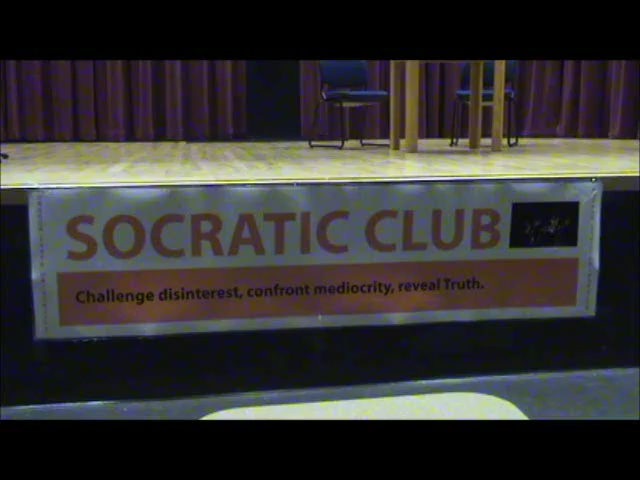 SOCRATIC CLUB
Challenge disinterest, confront mediocrity, reveal Truth.